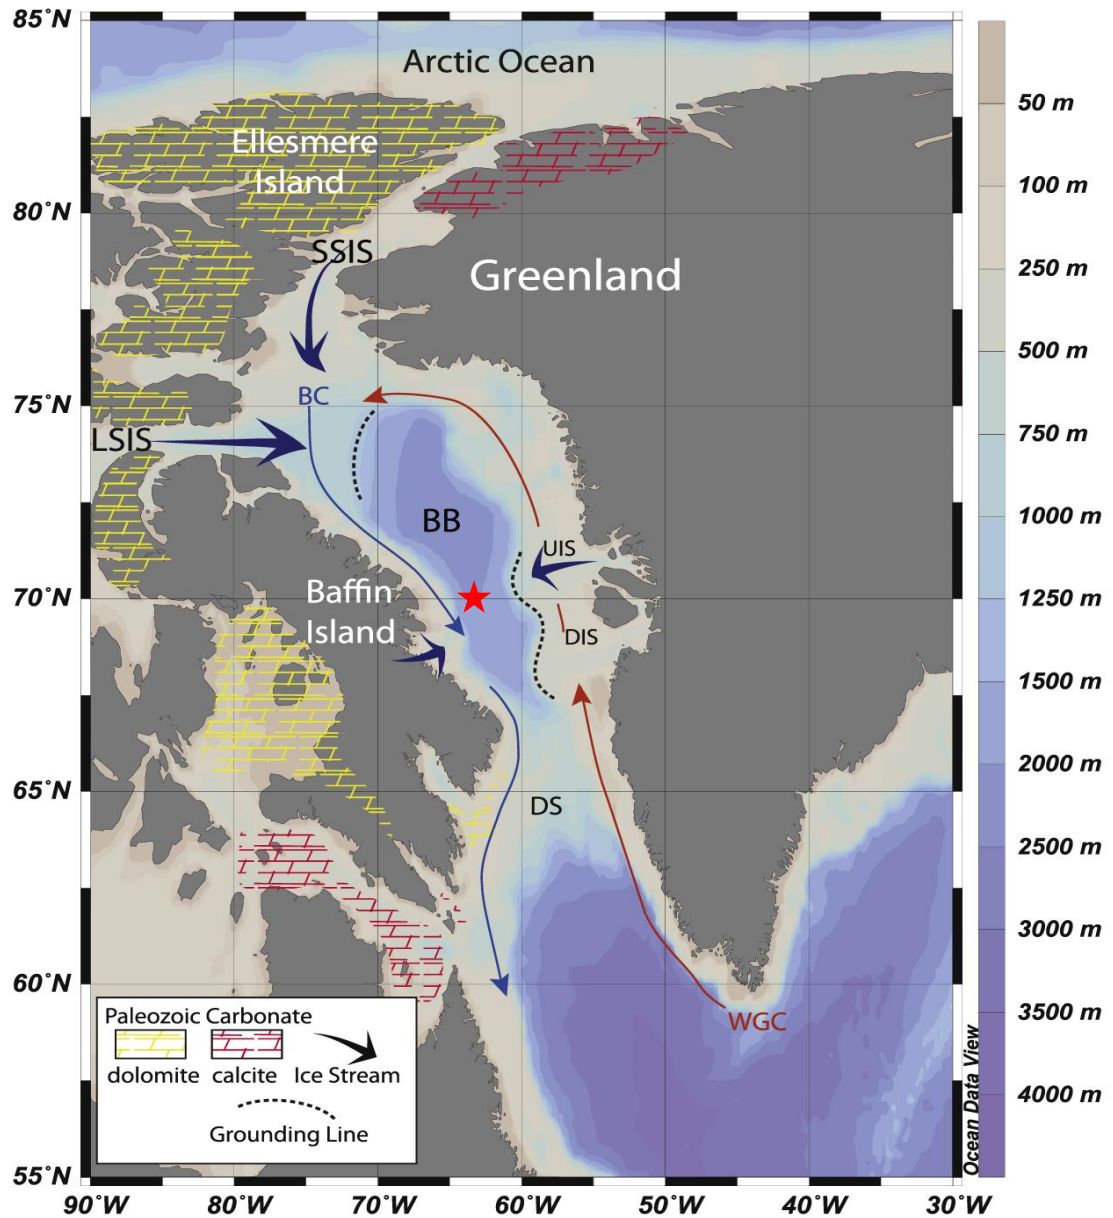 85˚N
Arctic Ocean
Ellesmere
Island
80˚N
SSIS
Greenland
BC
75˚N
LSIS
BB
UIS
70˚N
Baffin
Island
DIS
65˚N
DS
60˚N
WGC
Paleozoic Carbonate
dolomite calcite Ice Stream
Grounding Line
55˚N
90˚W 80˚W 70˚W 60˚W 50˚W 40˚W 30˚W
Ocean Data View
50 m
100 m
250 m
500 m
750 m
1000 m
1250 m
1500 m
2000 m
2500 m
3000 m
3500 m
4000 m